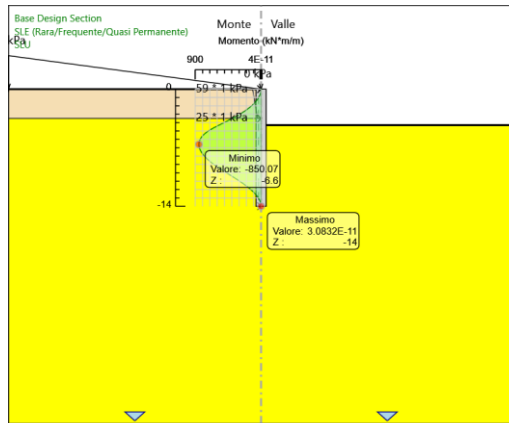 Base Design Section
SLE (Rara/Frequente/Quasi Permanente)
SLU
kPa
Monte Valle
Momento (kN*m/m)
900 4E-11
0 kPa
0
59 * 1 kPa
25 * 1 kPa
Minimo
Valore: -850.07
Z : -6.6
-14
Massimo
Valore: 3.0832E-11
Z : -14